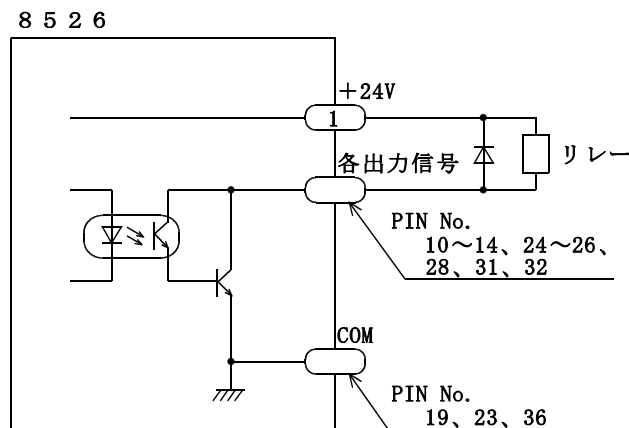 ８５２６
＋24V
1
各出力信号
リレー
PIN No.
10～14、24～26、
28、31、32
COM
PIN No.
19、23、36